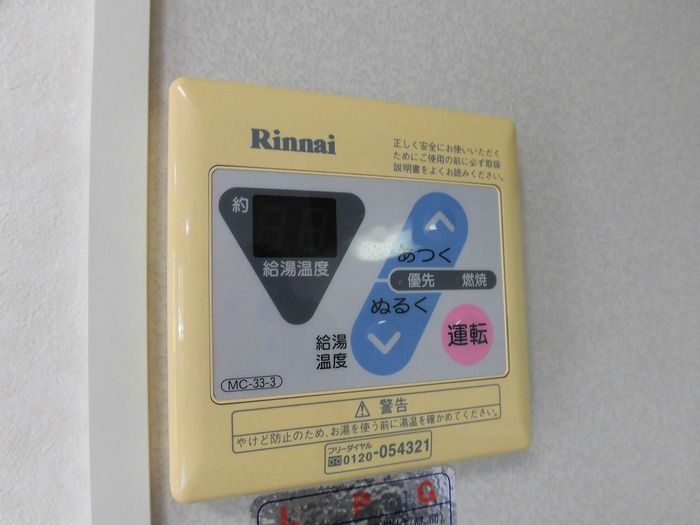 Rinnai
正しく安全にお使いいただく
ためにご使用の前に必ず取扱
説明書をよくお読みください。
約
給湯温度
あつく
優先 燃焼
ぬるく
給湯
温度
運転
MC-33-3
警告
やけど防止のため、お湯を使う前に湯温を確かめてください。
フリーダイヤル
0120-054321
L P G